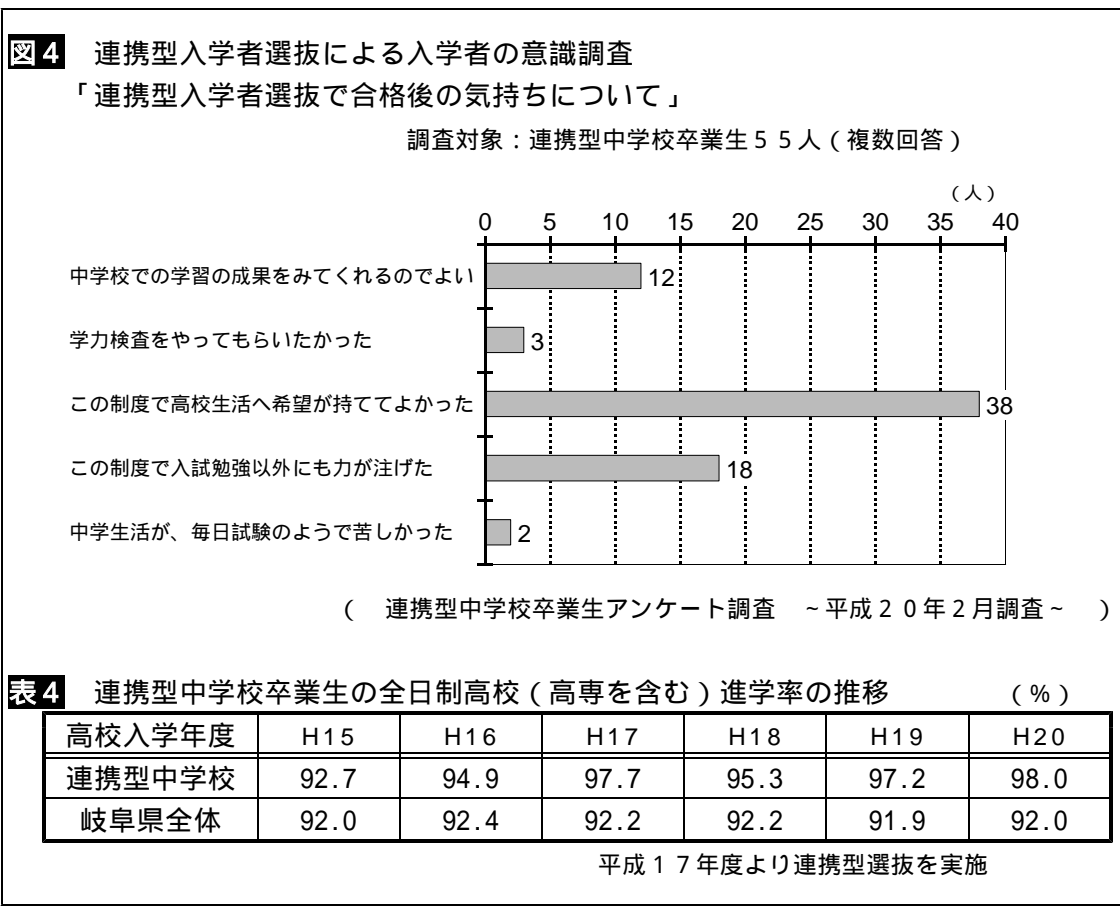 図4 連携型入学者選抜による入学者の意識調査
「連携型入学者選抜で合格後の気持ちについて」
調査対象：連携型中学校卒業生５５人（複数回答）
（人）
0 5 10 15 20 25 30 35 40
中学校での学習の成果をみてくれるのでよい 12
学力検査をやってもらいたかった 3
この制度で高校生活へ希望が持ててよかった 38
この制度で入試勉強以外にも力が注げた 18
中学生活が、毎日試験のようで苦しかった 2
（ 連携型中学校卒業生アンケート調査 ~平成２０年２月調査~ ）
表4 連携型中学校卒業生の全日制高校（高専を含む）進学率の推移 （％）
高校入学年度 H15 H16 H17 H18 H19 H20
連携型中学校 92.7 94.9 97.7 95.3 97.2 98.0
岐阜県全体 92.0 92.4 92.2 92.2 91.9 92.0
平成１７年度より連携型選抜を実施